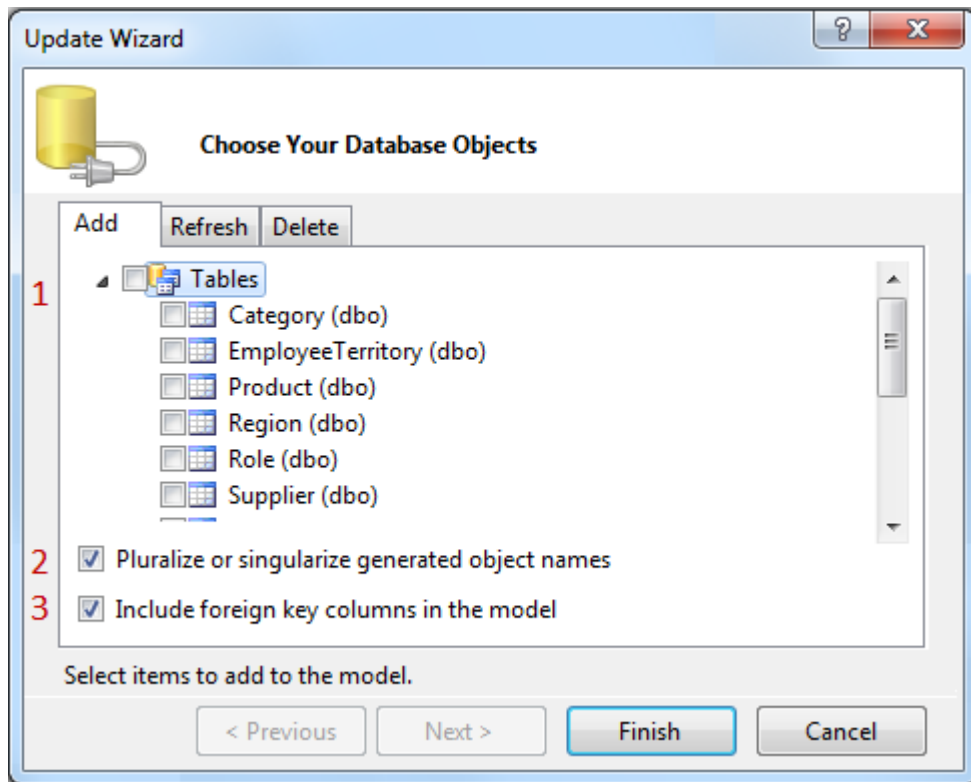 Update Wizard
?
X
Choose Your Database Objects
Add
Refresh
Delete
1
Tables
Category (dbo)
EmployeeTerritory (dbo)
Product (dbo)
Region (dbo)
Role (dbo)
Supplier (dbo)
2
Pluralize or singularize generated object names
3
Include foreign key columns in the model
Select items to add to the model.
< Previous
Next >
Finish
Cancel